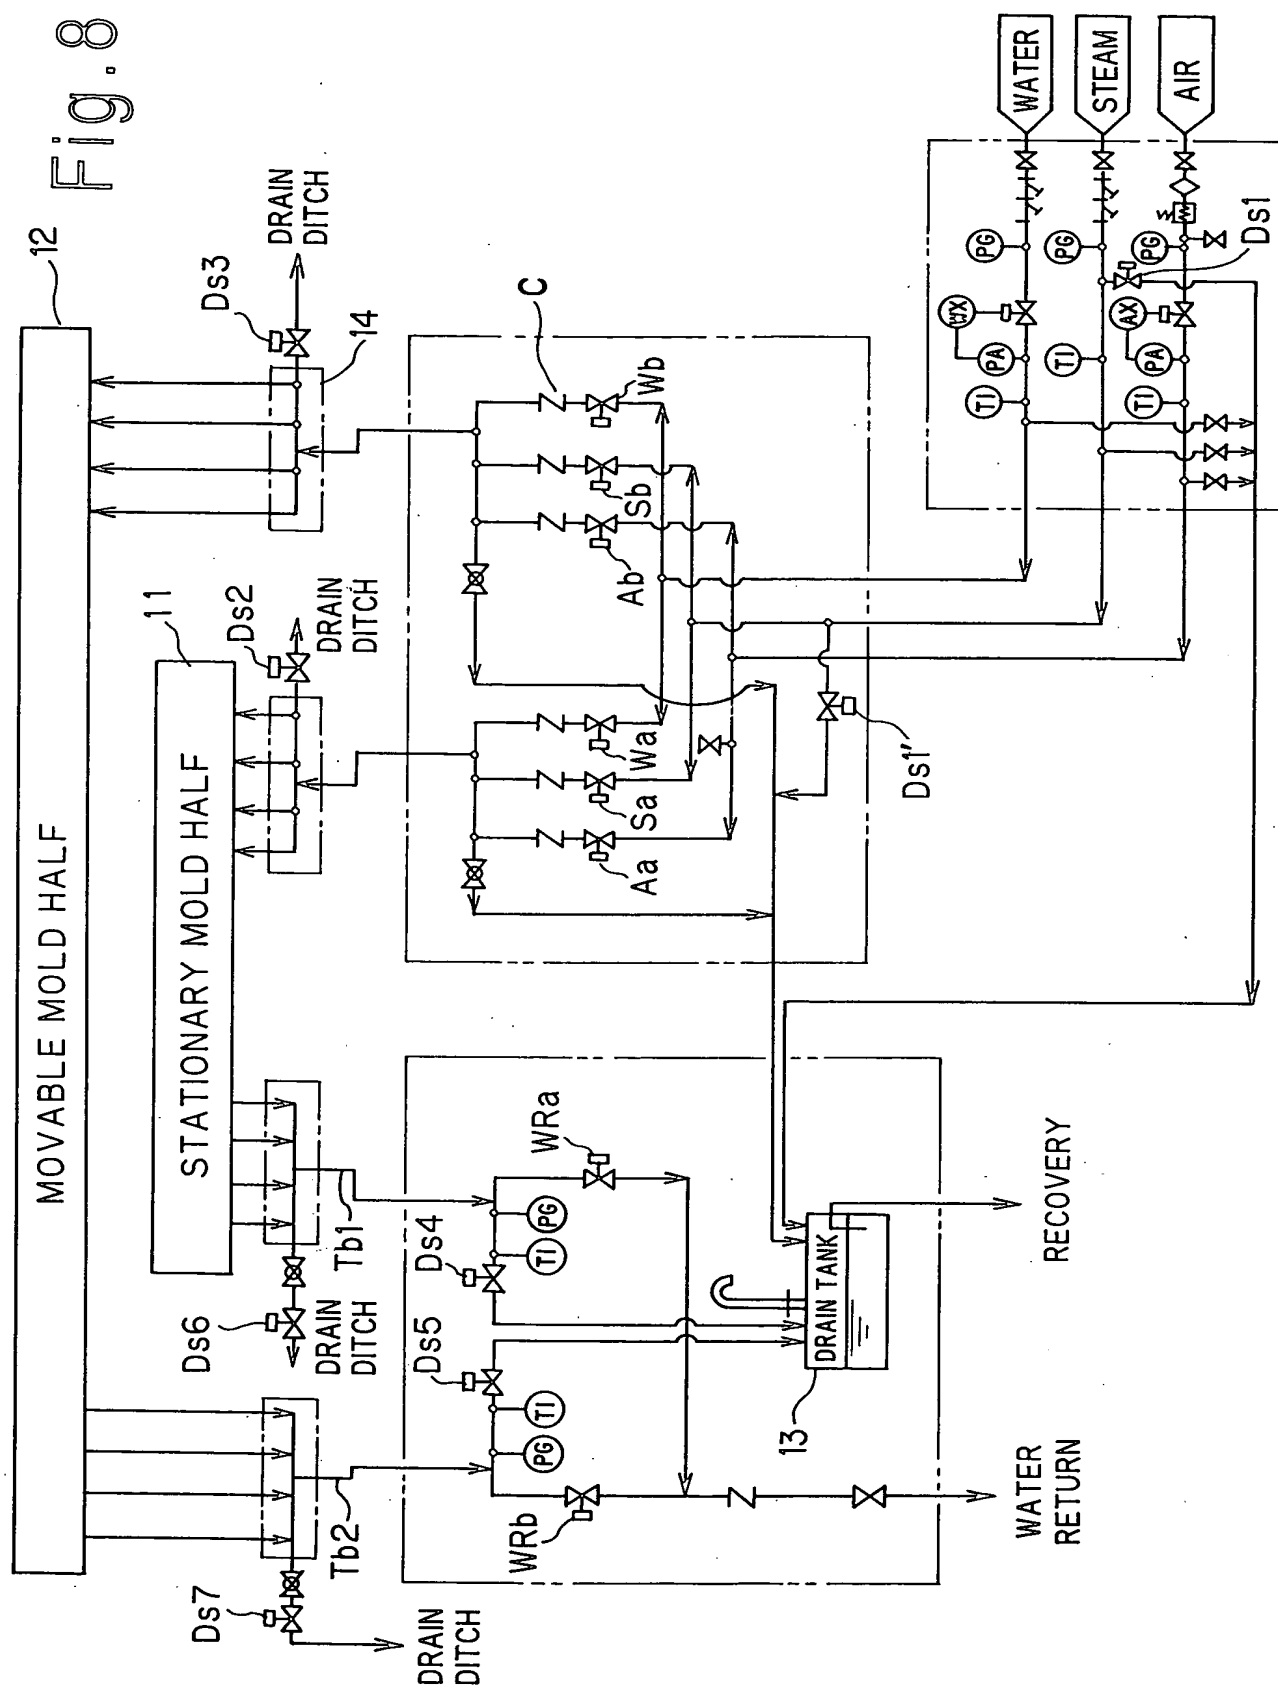 Fig.8
12
MOVABLE MOLD HALF
11
STATIONARY MOLD HALF
Ds7
DRAIN
DITCH
Tb2
Ds6
DRAIN
DITCH
Tb1
Ds2
DRAIN
DITCH
Ds3
DRAIN
DITCH
14
Ds5
Ds4
WRa
PG
TI
TI
PG
WRb
13
DRAIN TANK
WATER
RETURN
RECOVERY
C
Aa
Sa
Wa
Ab
Sb
Wb
Ds1'
WATER
STEAM
AIR
PG
PG
PG
Ds1
WX
AX
PA
TI
PA
TI
TI